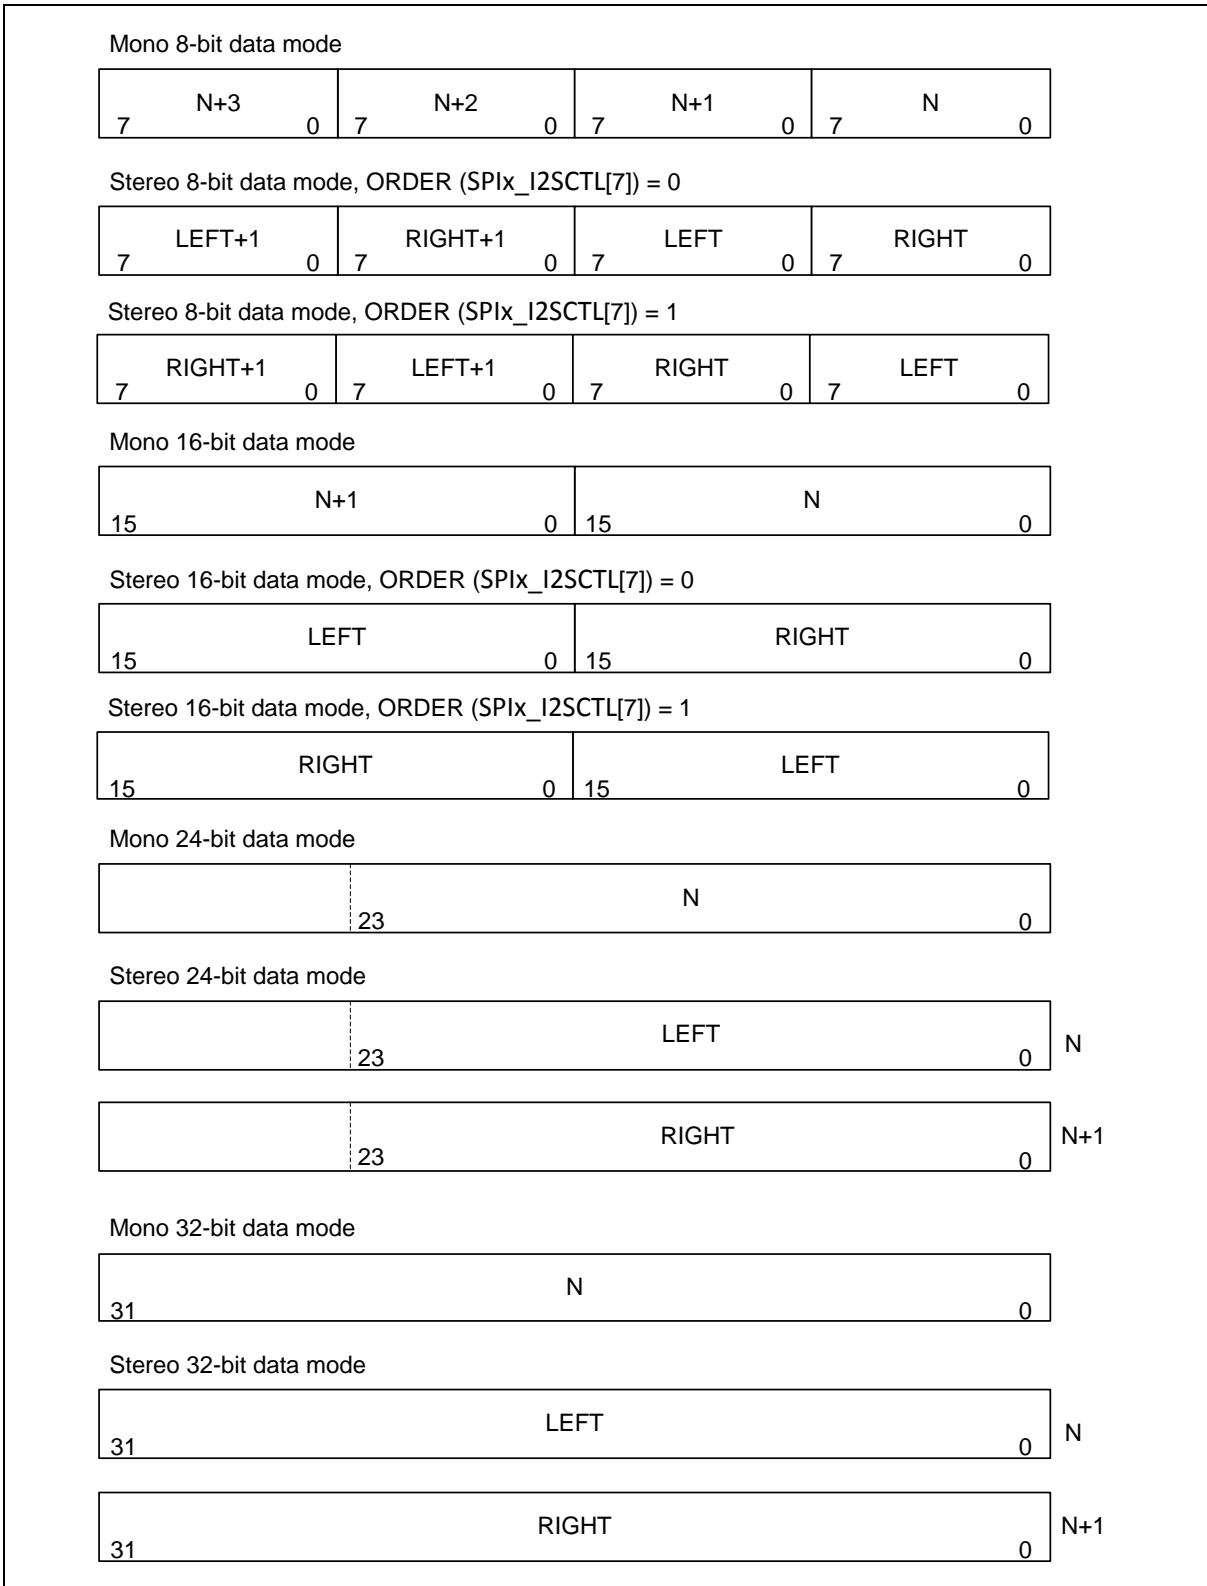 Mono 8-bit data mode
N+3 N+2 N+1 N
7 0 7 0 7 0 7 0
Stereo 8-bit data mode, ORDER (SPIx_I2SCTL[7]) = 0
LEFT+1 RIGHT+1 LEFT RIGHT
7 0 7 0 7 0 7 0
Stereo 8-bit data mode, ORDER (SPIx_I2SCTL[7]) = 1
RIGHT+1 LEFT+1 RIGHT LEFT
7 0 7 0 7 0 7 0
Mono 16-bit data mode
N+1 N
15 0 15 0
Stereo 16-bit data mode, ORDER (SPIx_I2SCTL[7]) = 0
LEFT RIGHT
15 0 15 0
Stereo 16-bit data mode, ORDER (SPIx_I2SCTL[7]) = 1
RIGHT LEFT
15 0 15 0
Mono 24-bit data mode
N
23 0
Stereo 24-bit data mode
LEFT N
23 0
RIGHT N+1
23 0
Mono 32-bit data mode
N
31 0
Stereo 32-bit data mode
LEFT N
31 0
RIGHT N+1
31 0